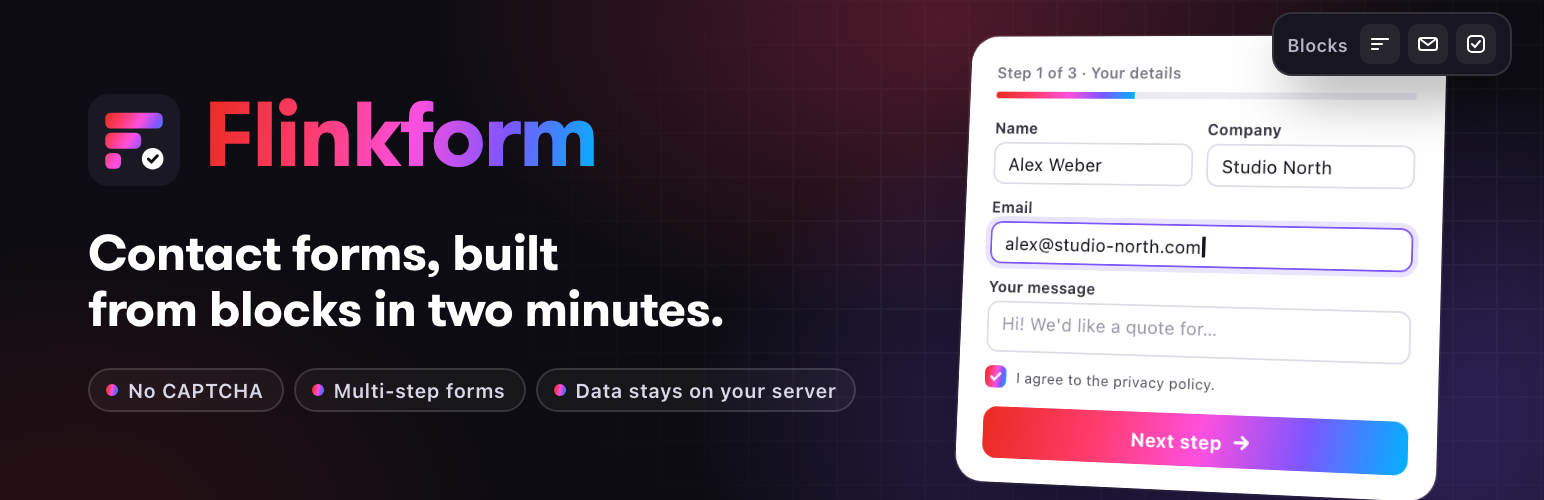 Flinkform
Contact forms, built
from blocks in two minutes.
No CAPTCHA
Multi-step forms
Data stays on your server
Blocks
Step 1 of 3 · Your details
Name
Company
Alex Weber
Studio North
Email
alex@studio-north.com
Your message
Hi! We'd like a quote for...
I agree to the privacy policy.
Next step →